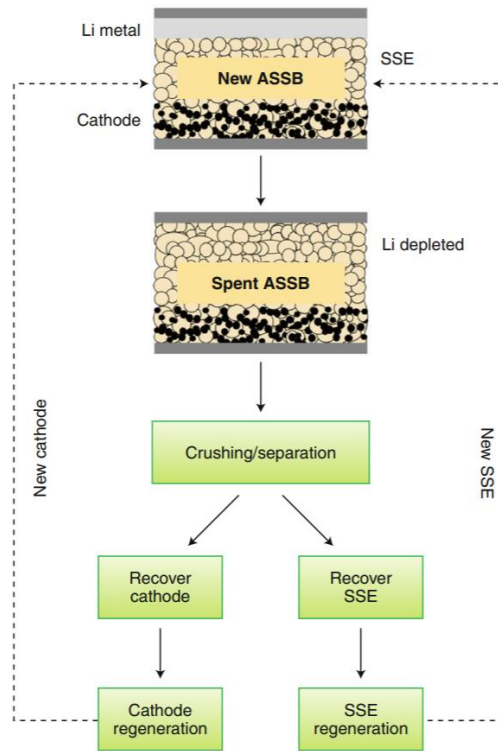 Li metal
SSE
New ASSB
Cathode
Li depleted
Spent ASSB
Crushing/separation
New cathode
New SSE
Recover
cathode
Recover
SSE
Cathode
regeneration
SSE
regeneration